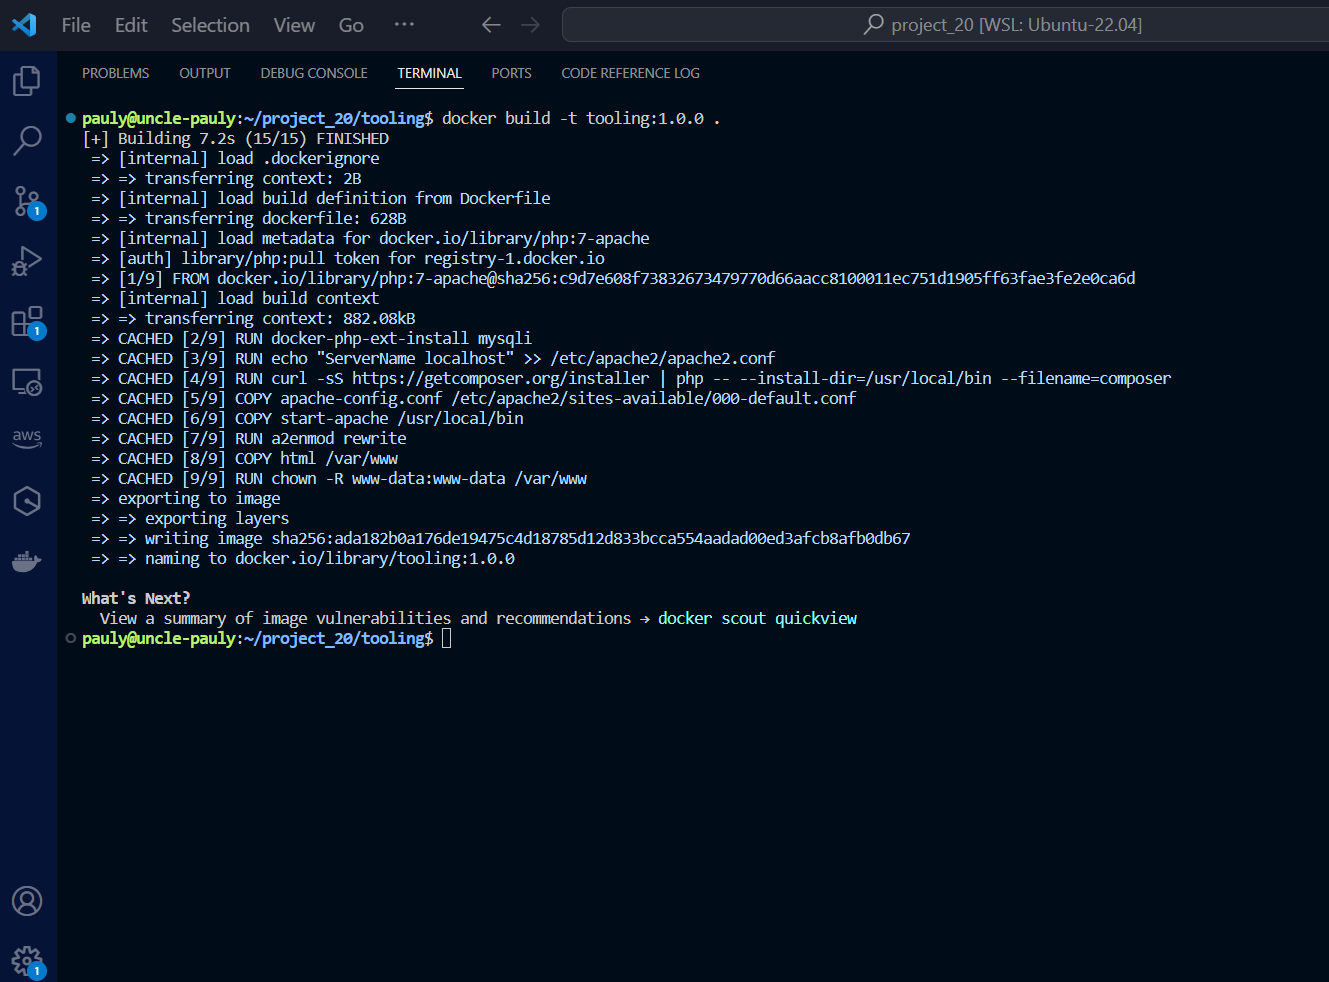 File Edit Selection View Go ··· project_20 [WSL: Ubuntu-22.04]
PROBLEMS OUTPUT DEBUG CONSOLE TERMINAL PORTS CODE REFERENCE LOG
pauly@uncle-pauly:~/project_20/tooling$ docker build -t tooling:1.0.0 .
[+] Building 7.2s (15/15) FINISHED
=> [internal] load .dockerignore
=> => transferring context: 2B
=> [internal] load build definition from Dockerfile
=> => transferring dockerfile: 628B
=> [internal] load metadata for docker.io/library/php:7-apache
=> [auth] library/php:pull token for registry-1.docker.io
=> [1/9] FROM docker.io/library/php:7-apache@sha256:c9d7e608f73832673479770d66aacc8100011ec751d1905ff63fae3fe2e0ca6d
=> [internal] load build context
=> => transferring context: 882.08kB
=> CACHED [2/9] RUN docker-php-ext-install mysqli
=> CACHED [3/9] RUN echo "ServerName localhost" >> /etc/apache2/apache2.conf
=> CACHED [4/9] RUN curl -sS https://getcomposer.org/installer | php -- --install-dir=/usr/local/bin --filename=composer
=> CACHED [5/9] COPY apache-config.conf /etc/apache2/sites-available/000-default.conf
=> CACHED [6/9] COPY start-apache /usr/local/bin
=> CACHED [7/9] RUN a2enmod rewrite
=> CACHED [8/9] COPY html /var/www
=> CACHED [9/9] RUN chown -R www-data:www-data /var/www
=> exporting to image
=> => exporting layers
=> => writing image sha256:ada182b0a176de19475c4d18785d12d833bcca554aadad00ed3afcb8afb0db67
=> => naming to docker.io/library/tooling:1.0.0
What's Next?
View a summary of image vulnerabilities and recommendations → docker scout quickview
pauly@uncle-pauly:~/project_20/tooling$
1
1
aws
1